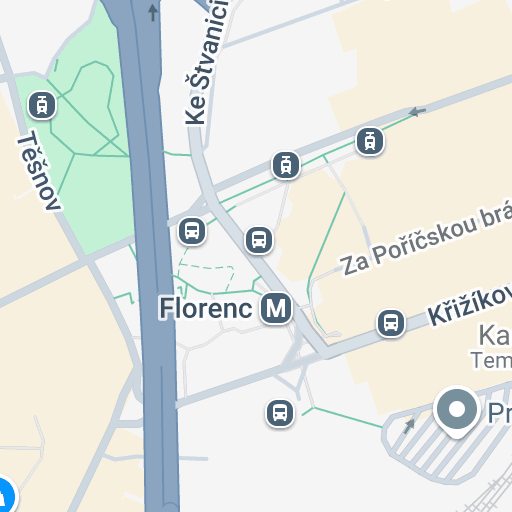 Ke Štvanici
Těšnov
Za Poříčskou brá
Florenc M
Křižíkov
Ka
Tem
Pr